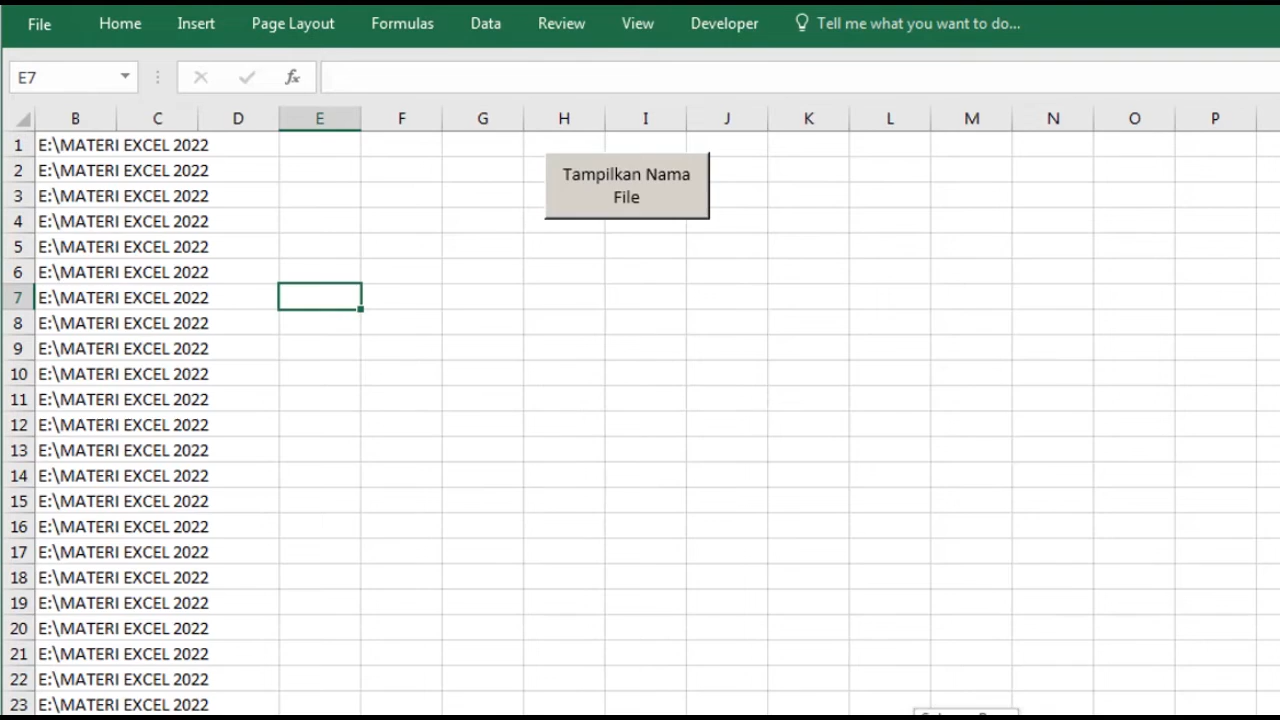 File Home Insert Page Layout Formulas Data Review View Developer Tell me what you want to do...
E7 fx
B C D E F G H I J K L M N O P
1 E:\MATERI EXCEL 2022
2 E:\MATERI EXCEL 2022
Tampilkan Nama
File
3 E:\MATERI EXCEL 2022
4 E:\MATERI EXCEL 2022
5 E:\MATERI EXCEL 2022
6 E:\MATERI EXCEL 2022
7 E:\MATERI EXCEL 2022
8 E:\MATERI EXCEL 2022
9 E:\MATERI EXCEL 2022
10 E:\MATERI EXCEL 2022
11 E:\MATERI EXCEL 2022
12 E:\MATERI EXCEL 2022
13 E:\MATERI EXCEL 2022
14 E:\MATERI EXCEL 2022
15 E:\MATERI EXCEL 2022
16 E:\MATERI EXCEL 2022
17 E:\MATERI EXCEL 2022
18 E:\MATERI EXCEL 2022
19 E:\MATERI EXCEL 2022
20 E:\MATERI EXCEL 2022
21 E:\MATERI EXCEL 2022
22 E:\MATERI EXCEL 2022
23 E:\MATERI EXCEL 2022